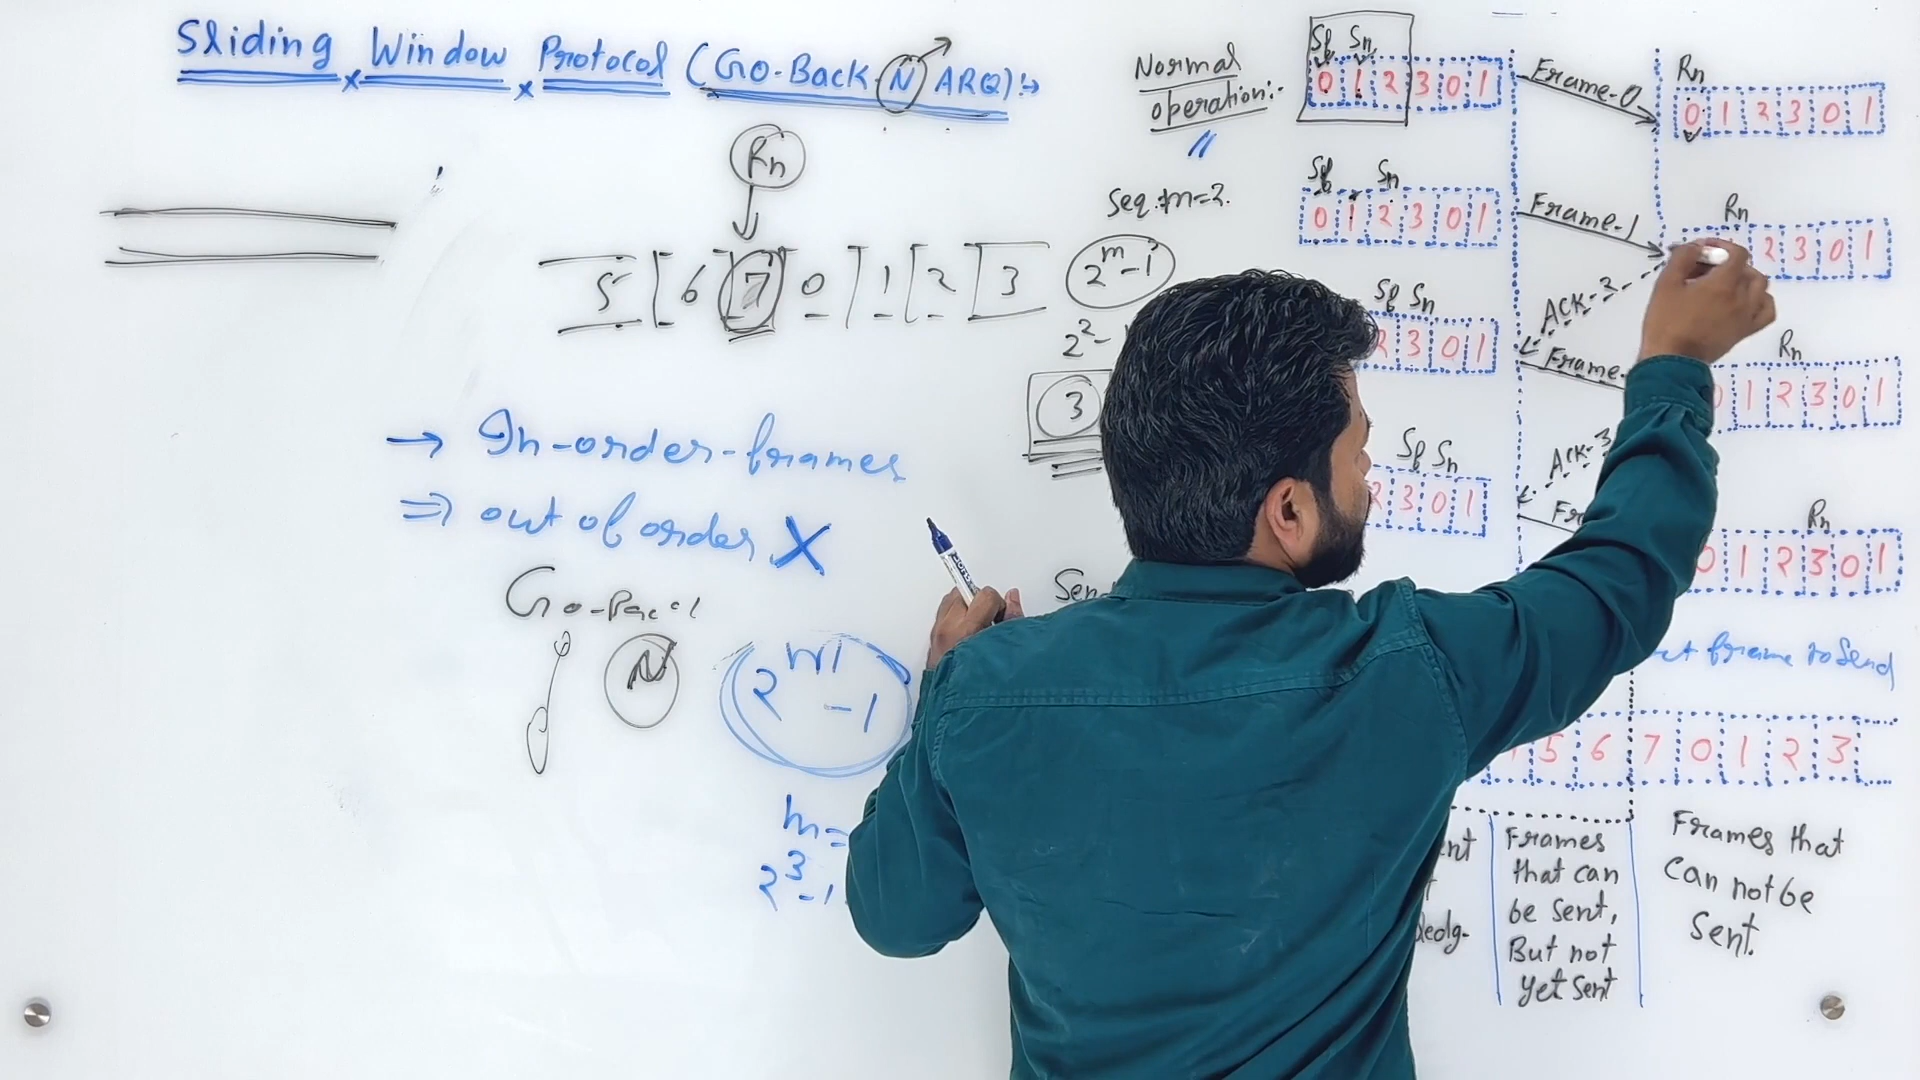 Sliding Window Protocol (Go-Back-N ARQ):→
Rn
5 6 7 0 1 2 3
2^m-1
2^2-
3
→ In-order-frames
⇒ out of order X
Go-Bac
N
2^m-1
m=
2^3-1
Normal
operation:-
Seq. m=2.
Sf Sn
0 1 2 3 0 1
Frame-0
Rn
0 1 2 3 0 1
Sf Sn
0 1 2 3 0 1
Frame-1
Rn
2 3 0 1
ACK-2
Sf Sn
2 3 0 1
Frame-
Rn
0 1 2 3 0 1
ACK-3
Sf Sn
2 3 0 1
Rn
0 1 2 3 0 1
frame to Send
5 6 7 0 1 2 3
Frames
that can
be sent,
But not
yet sent
Frames that
can not be
sent.